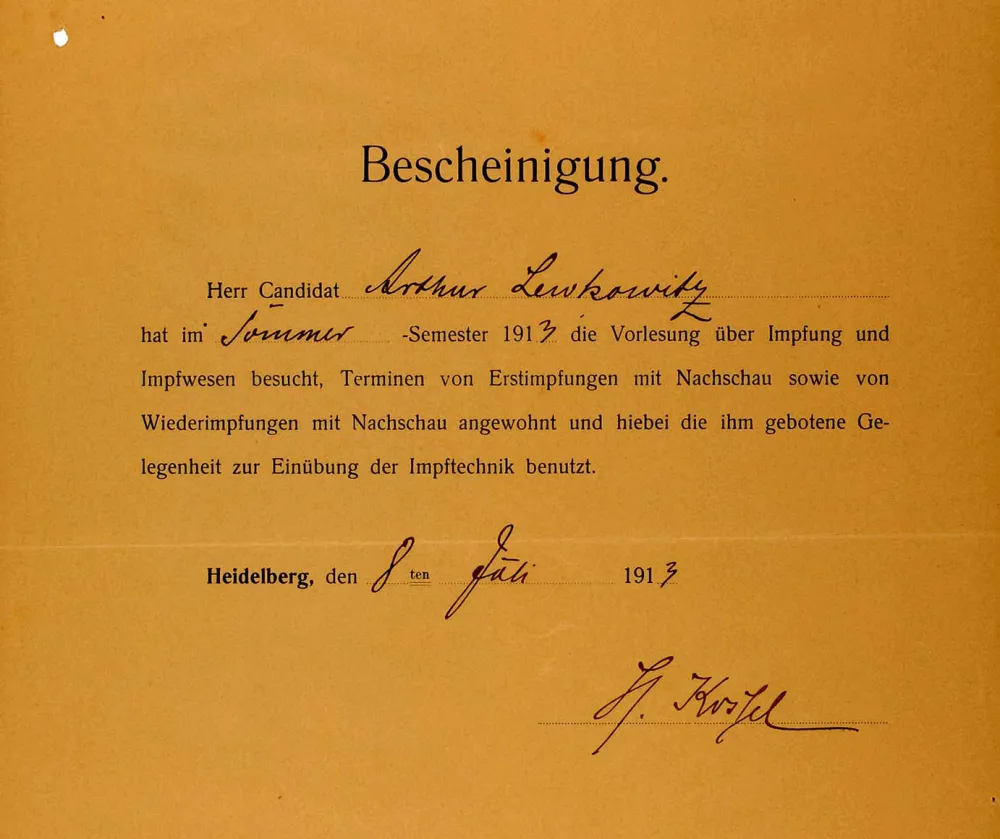 Bescheinigung.
Herr Candidat Arthur Lewkowitz
hat im Sommer -Semester 1913 die Vorlesung über Impfung und
Impfwesen besucht, Terminen von Erstimpfungen mit Nachschau sowie von
Wiederimpfungen mit Nachschau angewohnt und hiebei die ihm gebotene Ge-
legenheit zur Einübung der Impftechnik benutzt.
Heidelberg, den 8 ten Juli 1913
H. Kossel